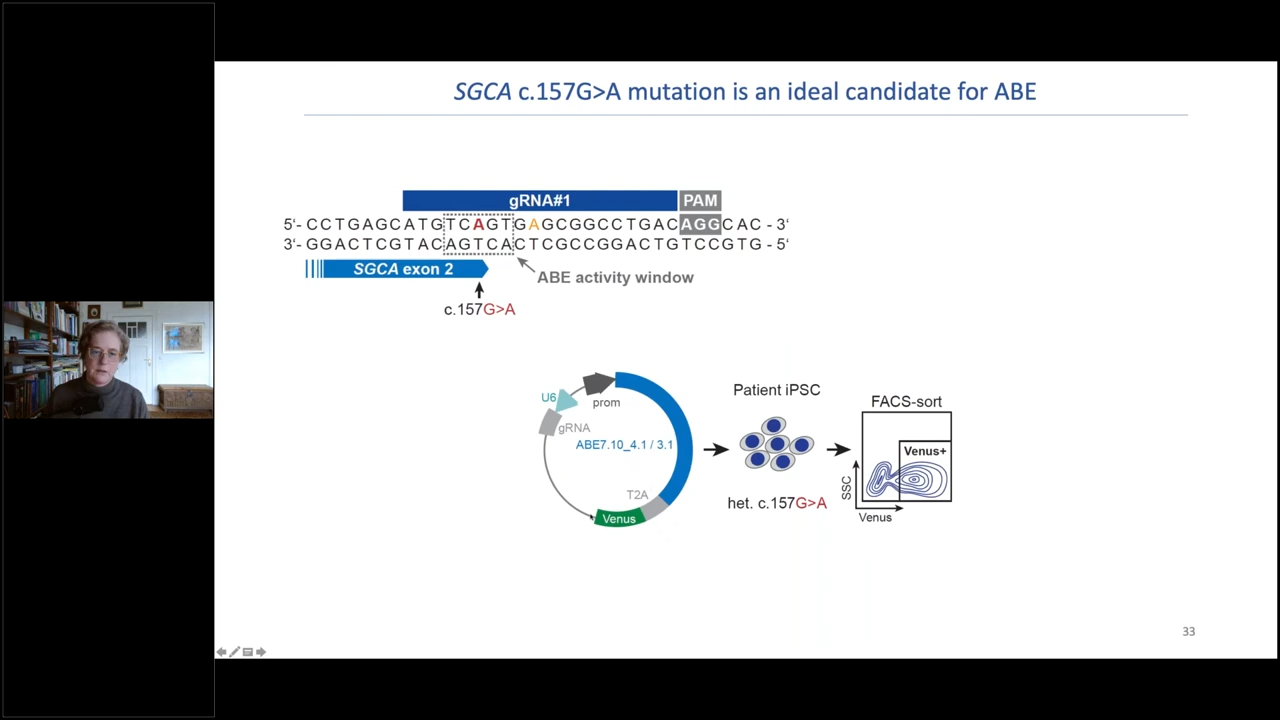 SGCA c.157G>A mutation is an ideal candidate for ABE
gRNA#1 PAM
5‘- CCTGAGCATGTCAGTGAGCGGCCTGACAGGCAC - 3‘
3‘- GGACTCGTACAGTCACTCGCCGGACTGTCCGTG - 5‘
SGCA exon 2
ABE activity window
c.157G>A
U6
prom
gRNA
ABE7.10_4.1 / 3.1
T2A
Venus
Patient iPSC
het. c.157G>A
FACS-sort
Venus+
SSC
Venus
33